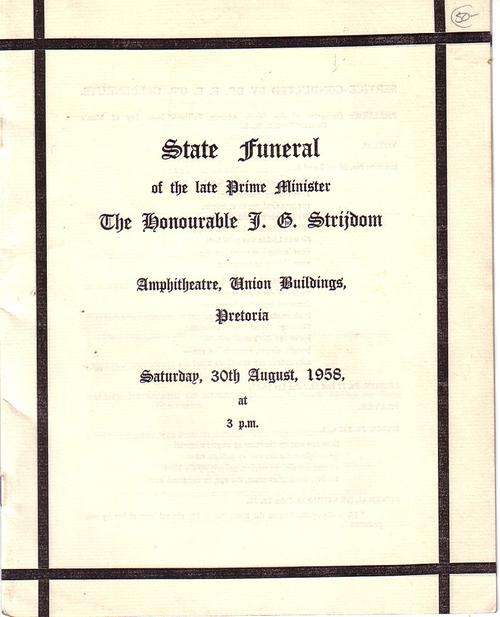 50-
State Funeral
of the late Prime Minister
The Honourable J. G. Strijdom
Amphitheatre, Union Buildings,
Pretoria
Saturday, 30th August, 1958,
at
3 p.m.